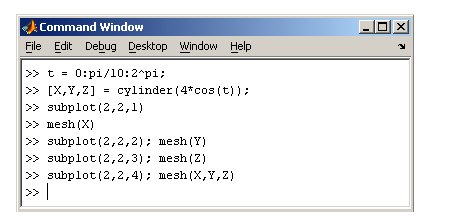 Command Window
File Edit Debug Desktop Window Help
>> t = 0:pi/10:2^pi;
>> [X,Y,Z] = cylinder(4*cos(t));
>> subplot(2,2,1)
>> mesh(X)
>> subplot(2,2,2); mesh(Y)
>> subplot(2,2,3); mesh(Z)
>> subplot(2,2,4); mesh(X,Y,Z)
>>